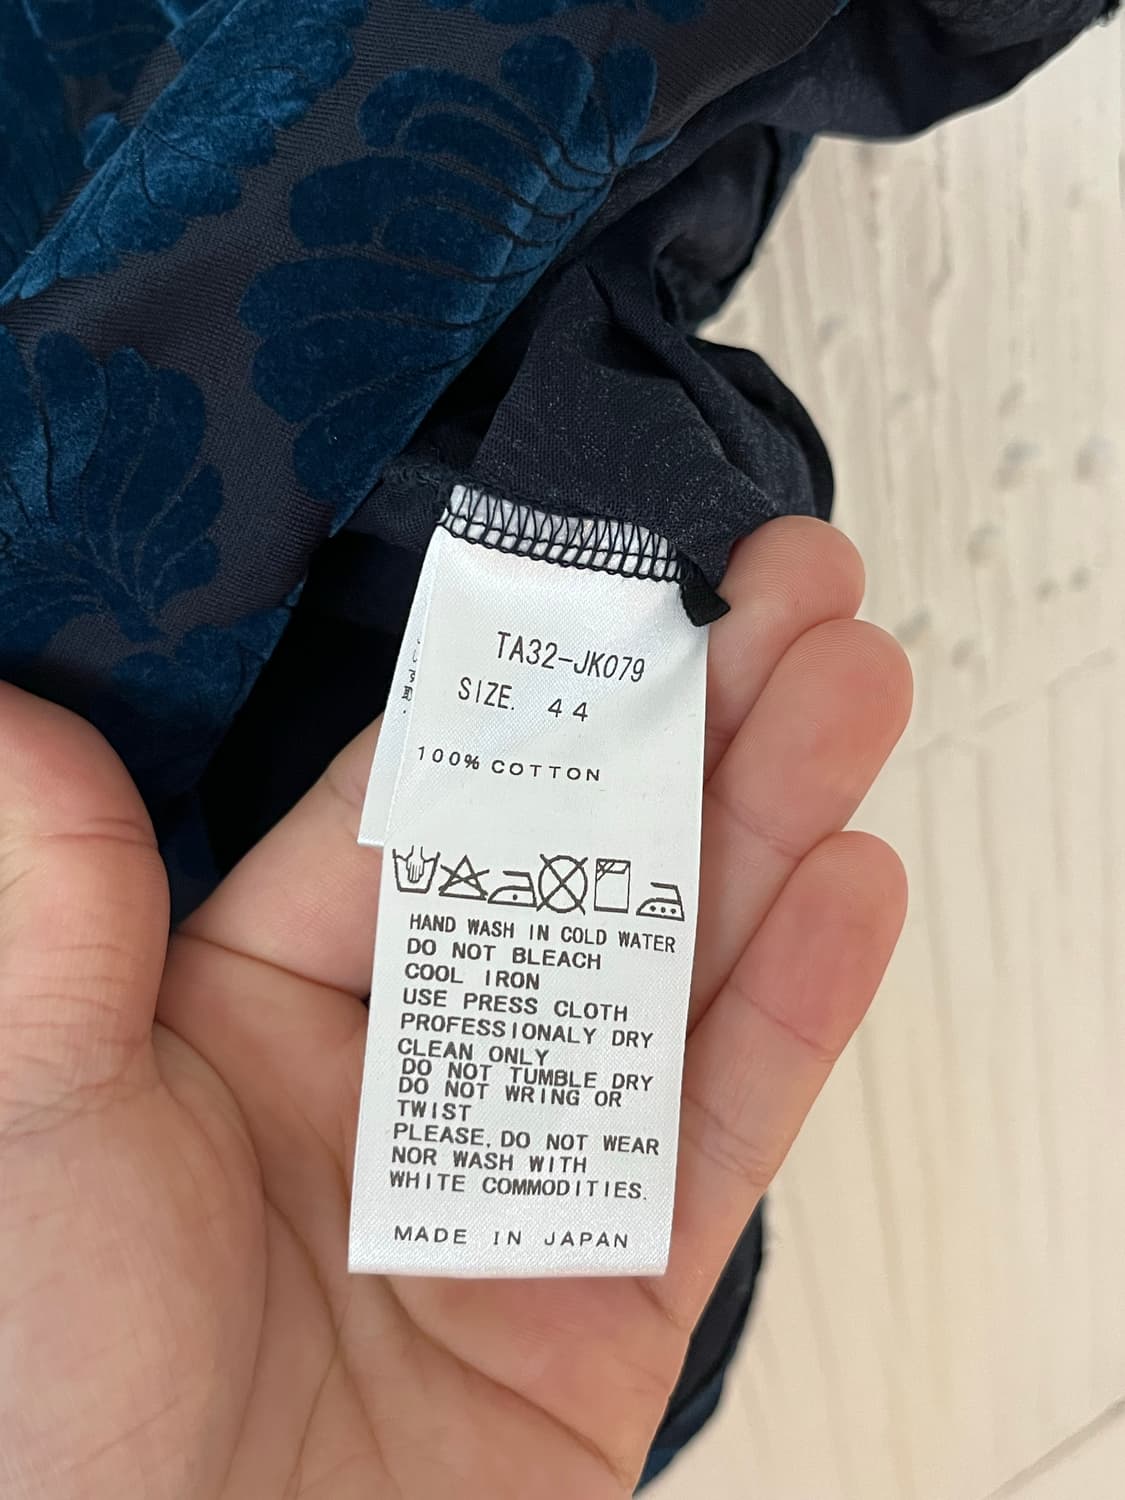 TA32-JK079
SIZE. 44
100% COTTON
HAND WASH IN COLD WATER
DO NOT BLEACH
COOL IRON
USE PRESS CLOTH
PROFESSIONALY DRY
CLEAN ONLY
DO NOT TUMBLE DRY
DO NOT WRING OR
TWIST
PLEASE, DO NOT WEAR
NOR WASH WITH
WHITE COMMODITIES.
MADE IN JAPAN